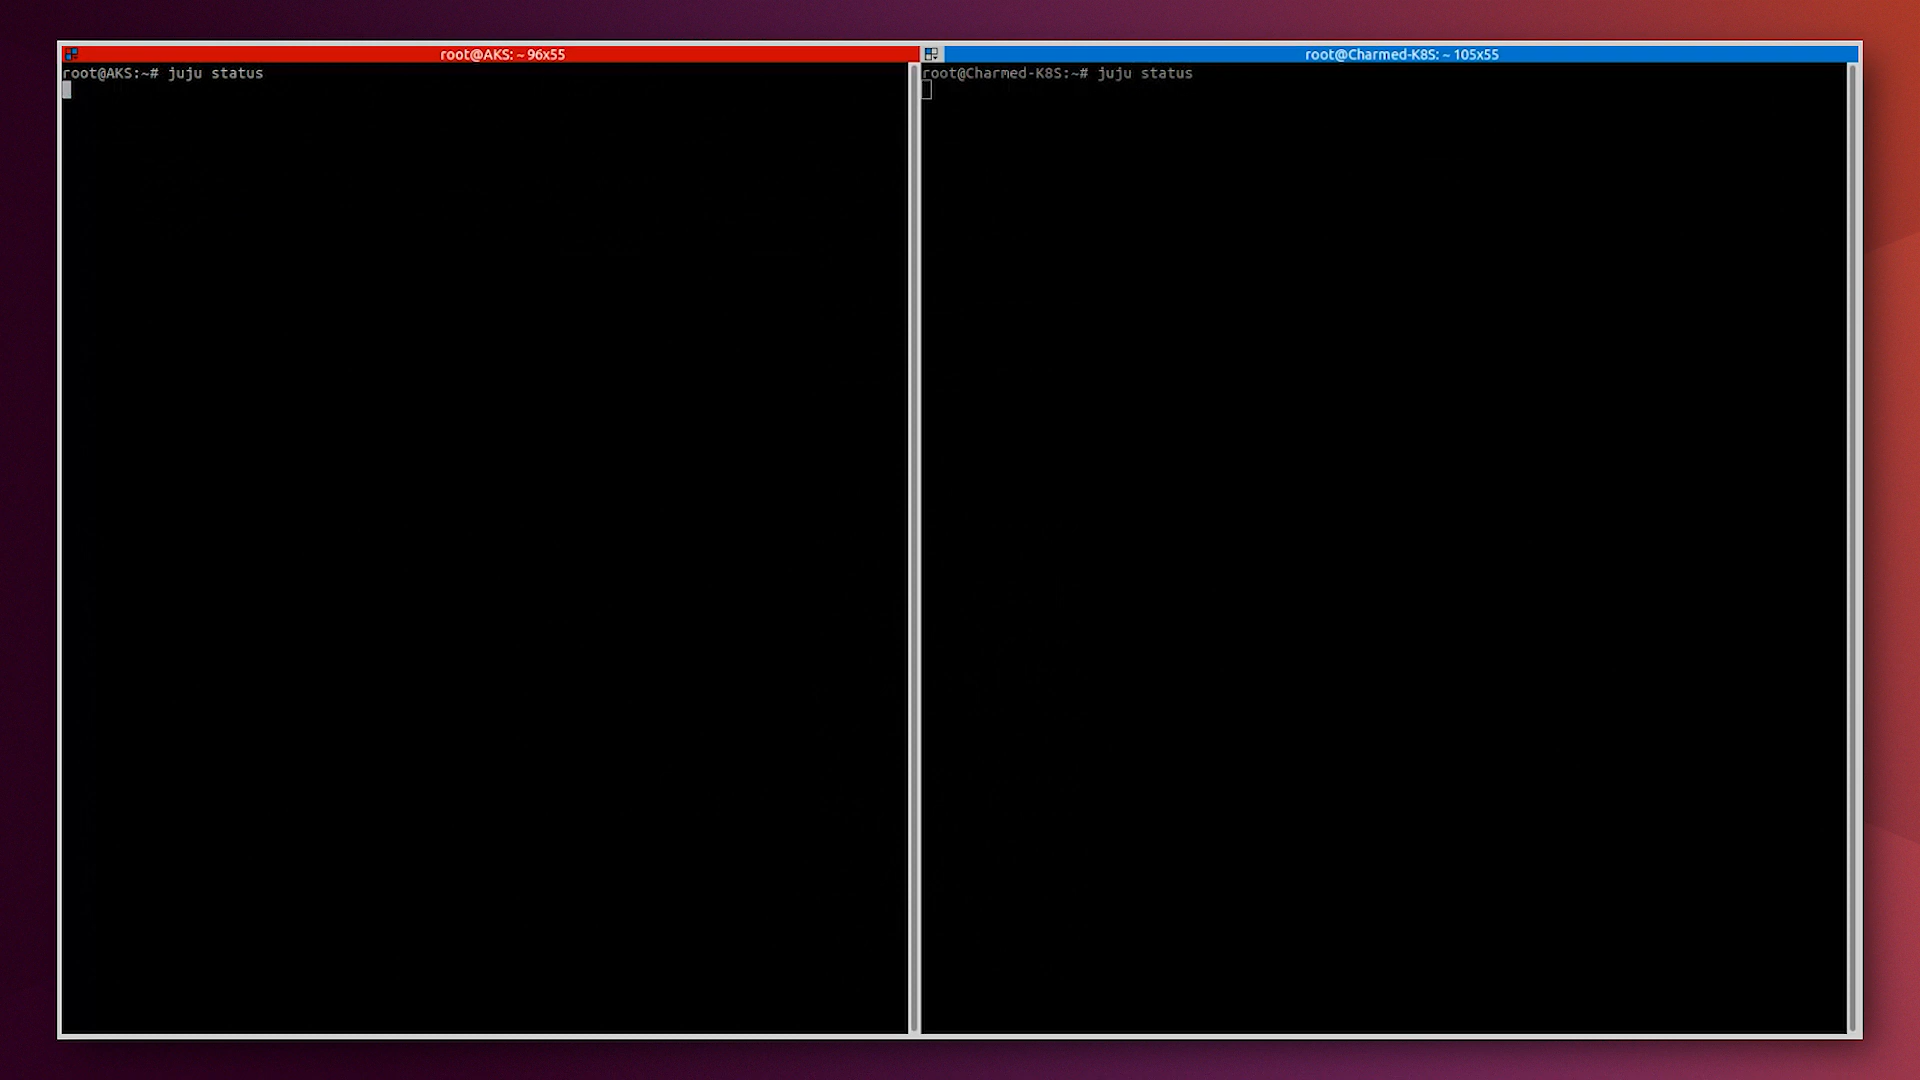 root@AKS: ~ 96x55
root@AKS:~# juju status
root@Charmed-K8S: ~ 105x55
root@Charmed-K8S:~# juju status